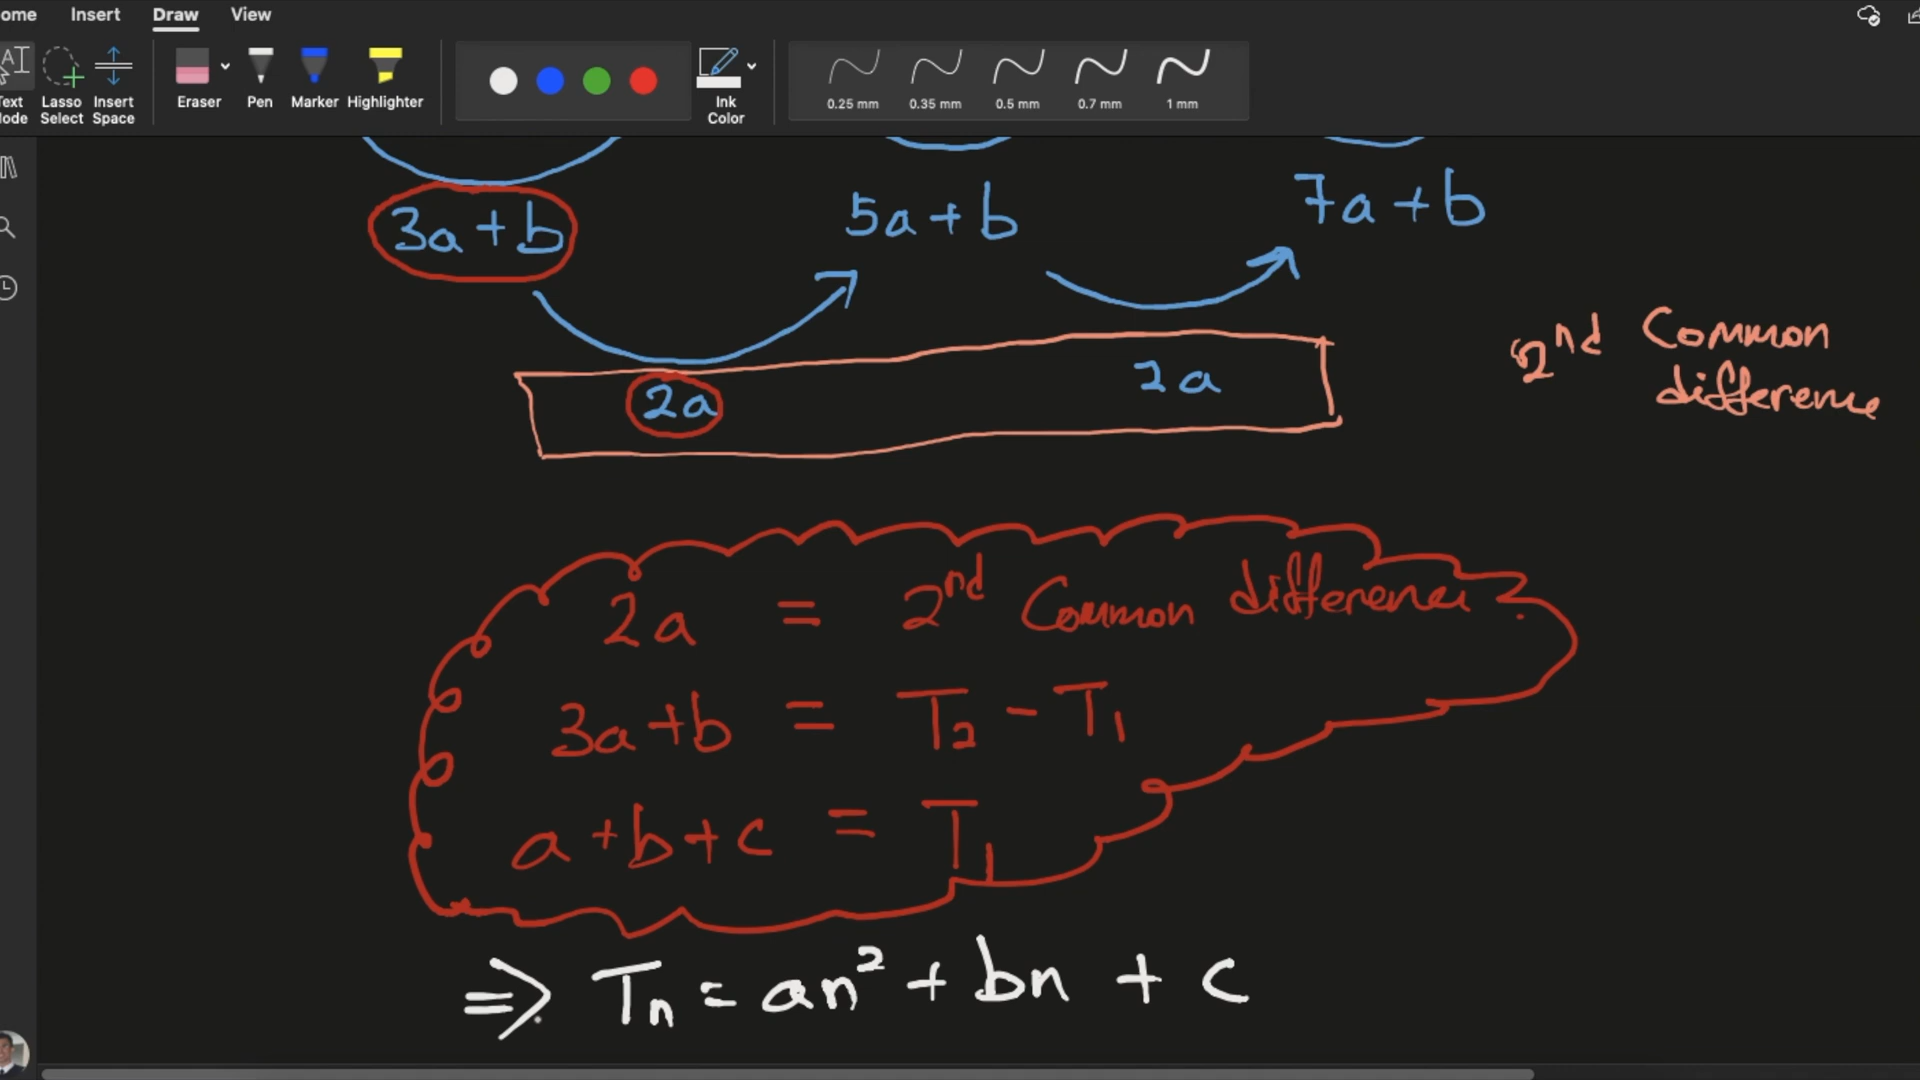 ome Insert Draw View
Text Mode Lasso Select Insert Space Eraser Pen Marker Highlighter Ink Color 0.25 mm 0.35 mm 0.5 mm 0.7 mm 1 mm
3a+b 5a+b 7a+b
2a 2a
2nd Common
difference
2a = 2nd Common difference
3a+b = T₂ - T₁
a+b+c = T₁
⇒ Tn = an² + bn + c